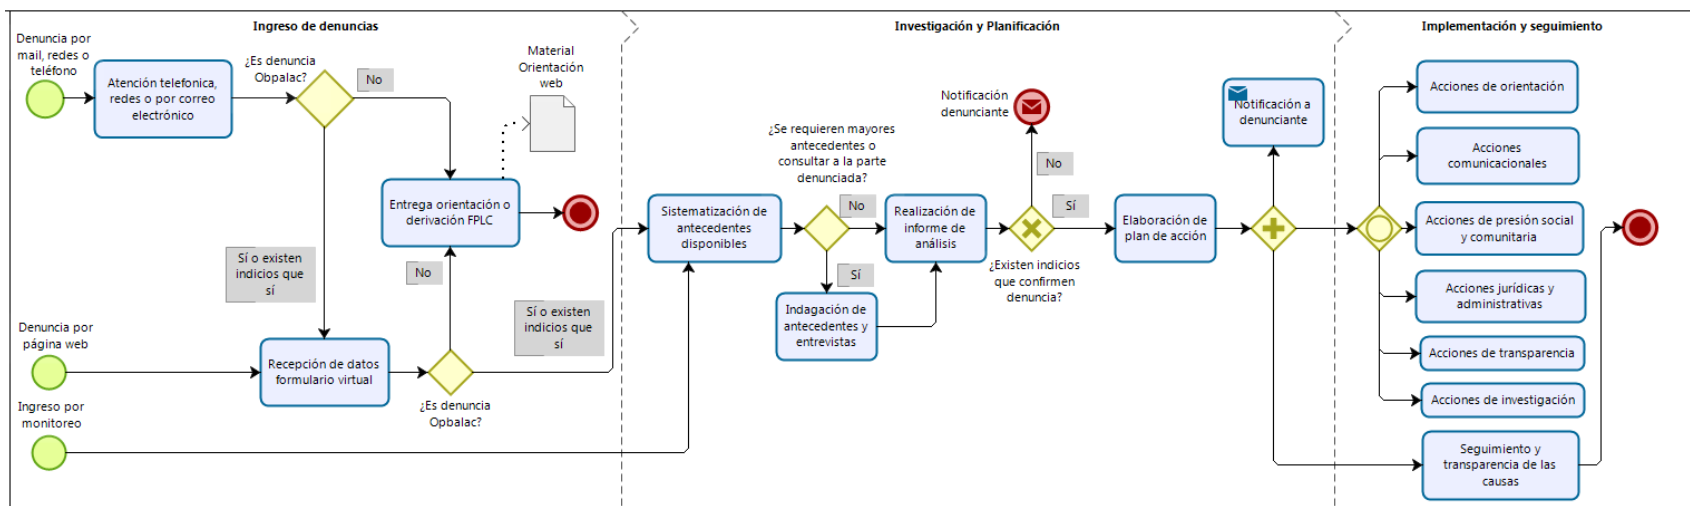 Ingreso de denuncias
Investigación y Planificación
Implementación y seguimiento
Denuncia por
mail, redes o
teléfono
Atención telefonica,
redes o por correo
electrónico
¿Es denuncia
Obpalac?
No
Material
Orientación
web
Entrega orientación o
derivación FPLC
Sí o existen
indicios que
sí
No
Denuncia por
página web
Recepción de datos
formulario virtual
¿Es denuncia
Opbalac?
Sí o existen
indicios que
sí
Ingreso por
monitoreo
Sistematización de
antecedentes
disponibles
¿Se requieren mayores
antecedentes o
consultar a la parte
denunciada?
No
Sí
Indagación de
antecedentes y
entrevistas
Realización de
informe de
análisis
Notificación
denunciante
No
Sí
¿Existen indicios
que confirmen
denuncia?
Elaboración de
plan de acción
Notificación a
denunciante
Acciones de orientación
Acciones
comunicacionales
Acciones de presión social
y comunitaria
Acciones jurídicas y
administrativas
Acciones de transparencia
Acciones de investigación
Seguimiento y
transparencia de las
causas